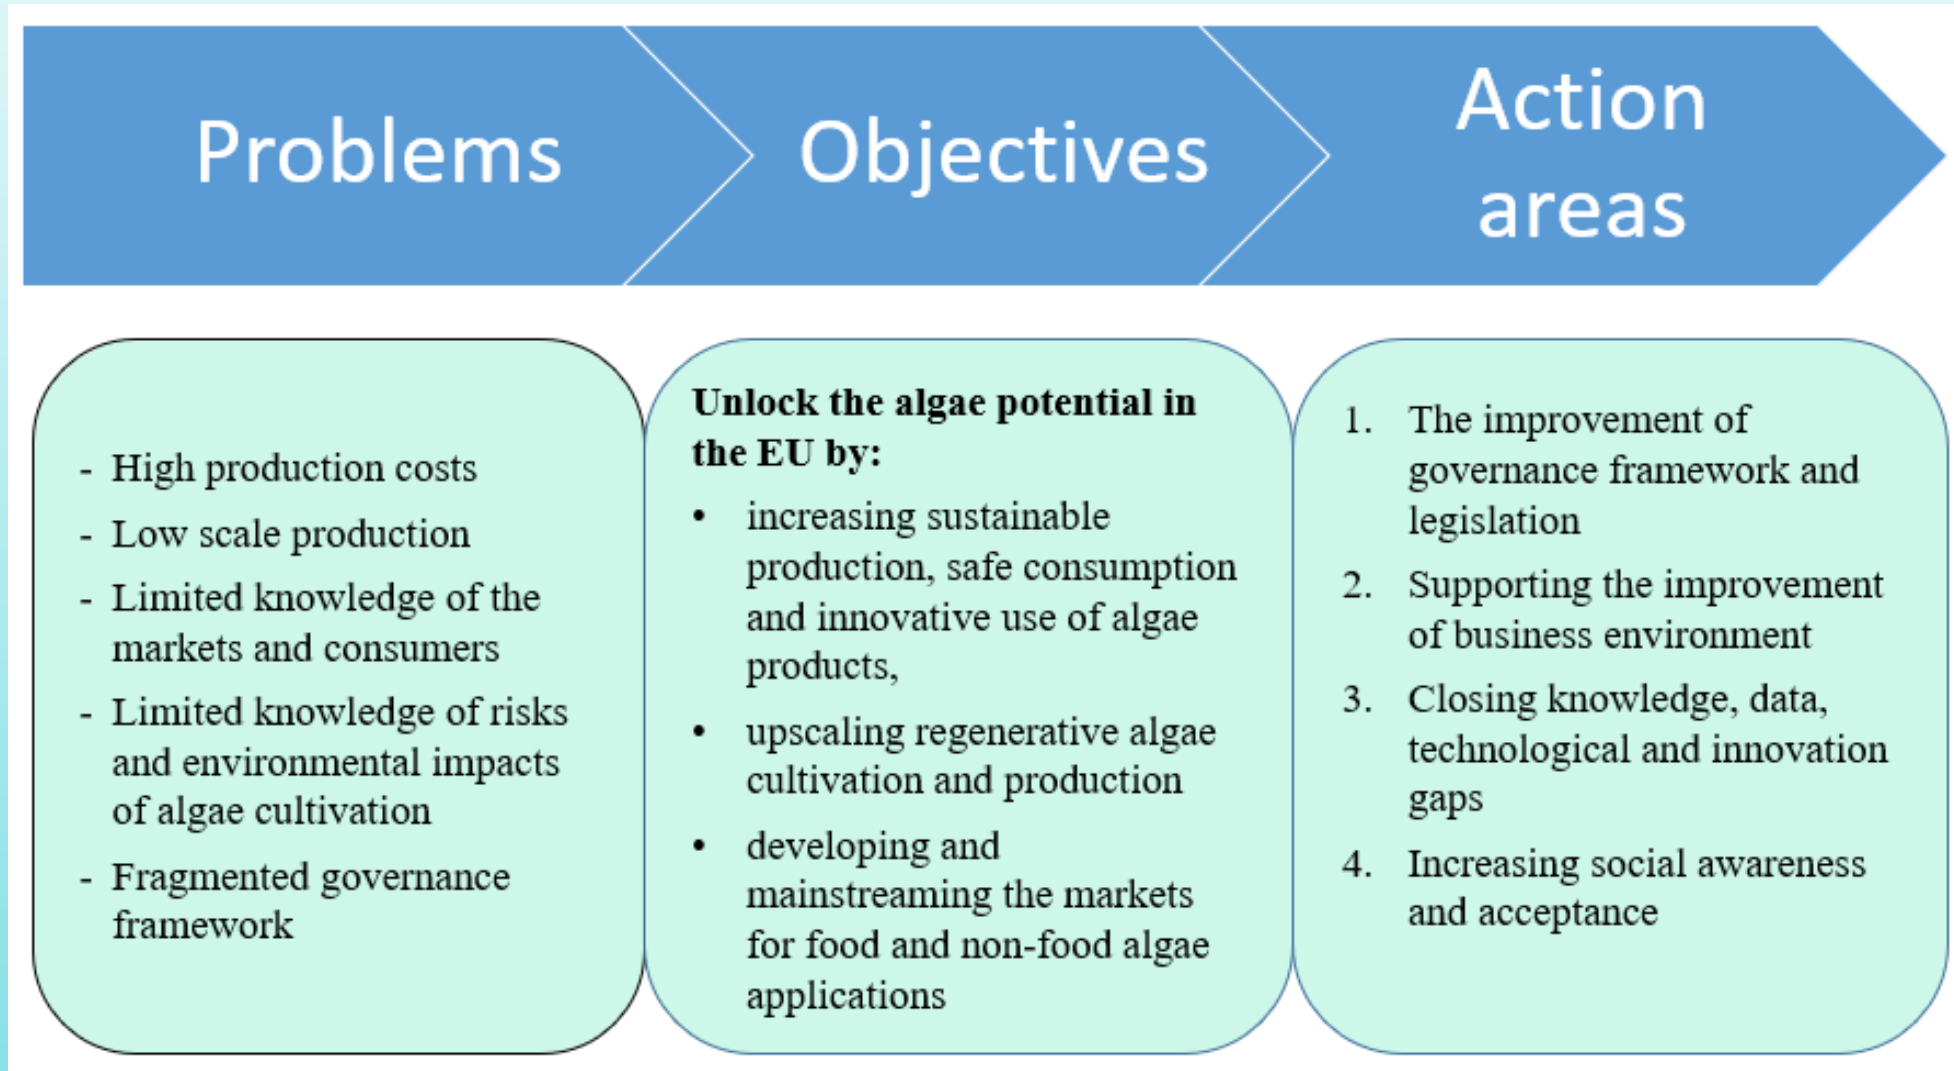 Problems
Objectives
Action
areas
- High production costs
- Low scale production
- Limited knowledge of the
markets and consumers
- Limited knowledge of risks
and environmental impacts
of algae cultivation
- Fragmented governance
framework
Unlock the algae potential in
the EU by:
• increasing sustainable
production, safe consumption
and innovative use of algae
products,
• upscaling regenerative algae
cultivation and production
• developing and
mainstreaming the markets
for food and non-food algae
applications
1. The improvement of
governance framework and
legislation
2. Supporting the improvement
of business environment
3. Closing knowledge, data,
technological and innovation
gaps
4. Increasing social awareness
and acceptance